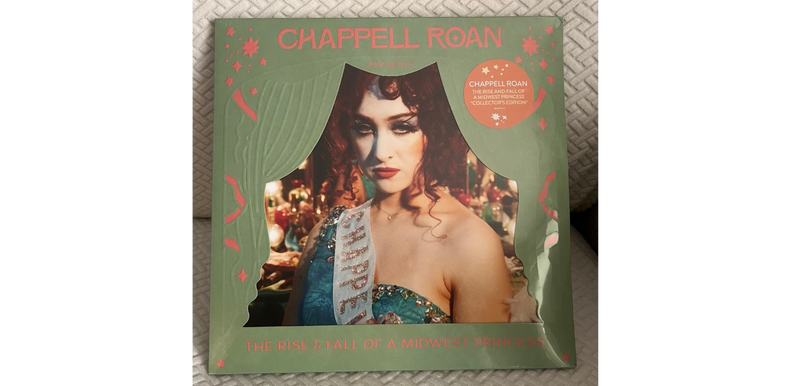 CHAPPELL ROAN
CHAPPELL ROAN
THE RISE AND FALL OF
A MIDWEST PRINCESS
"COLLECTOR'S EDITION"
CHAPPEL
THE RISE & FALL OF A MIDWEST PRINCESS